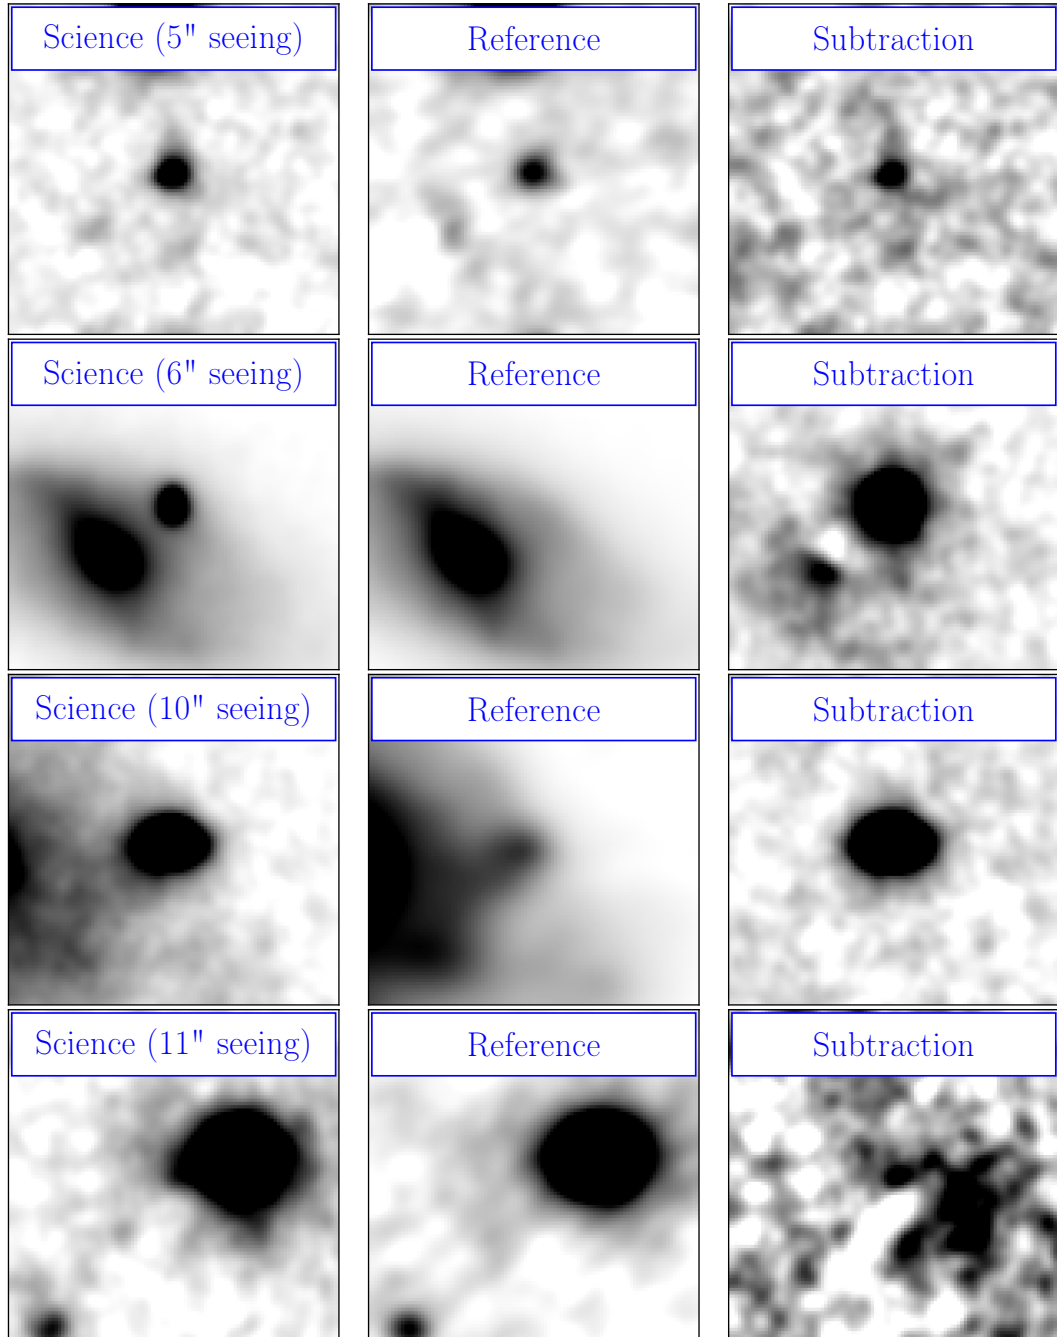 Science (5" seeing)
Reference
Subtraction
Science (6" seeing)
Reference
Subtraction
Science (10" seeing)
Reference
Subtraction
Science (11" seeing)
Reference
Subtraction